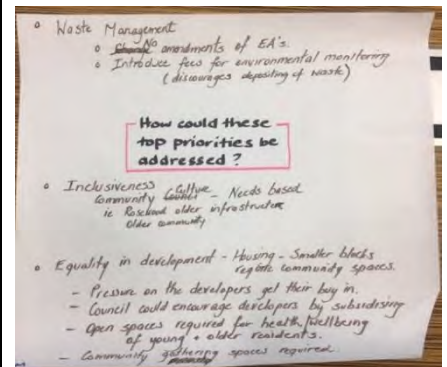 Waste Management
No amendments of EA's.
Introduce fees for environmental monitoring
(discourages depositing of waste)
How could these
top priorities be
addressed?
Inclusiveness
Community Culture - Needs based
ie Rosewood older infrastructure
Older community
Equality in development - Housing - Smaller blocks
require community spaces.
- Pressure on the developers get their buy in.
- Council could encourage developers by subsidising
- Open spaces required for health/wellbeing
of young + older residents.
- Community gathering spaces required.